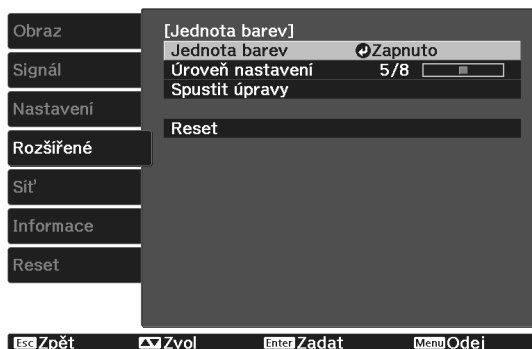 Obraz
Signál
Nastavení
Rozšířené
Síť
Informace
Reset
[Jednota barev]
Jednota barev Zapnuto
Úroveň nastavení 5/8
Spustit úpravy
Reset
Esc Zpět Zvol Enter Zadat Menu Odej